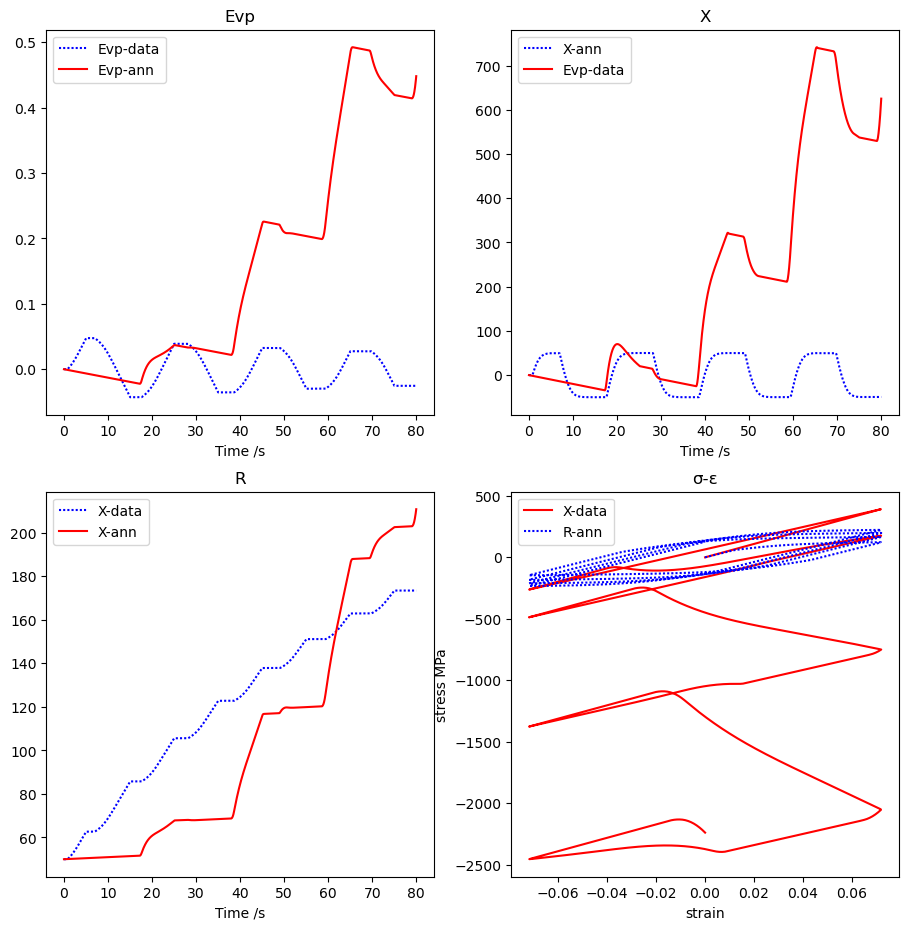 Evp
Evp-data
Evp-ann
0.5
0.4
0.3
0.2
0.1
0.0
0 10 20 30 40 50 60 70 80
Time /s
X
X-ann
Evp-data
700
600
500
400
300
200
100
0
0 10 20 30 40 50 60 70 80
Time /s
R
X-data
X-ann
200
180
160
140
120
100
80
60
0 10 20 30 40 50 60 70 80
Time /s
σ-ε
X-data
R-ann
500
0
−500
−1000
−1500
−2000
−2500
stress MPa
−0.06 −0.04 −0.02 0.00 0.02 0.04 0.06
strain